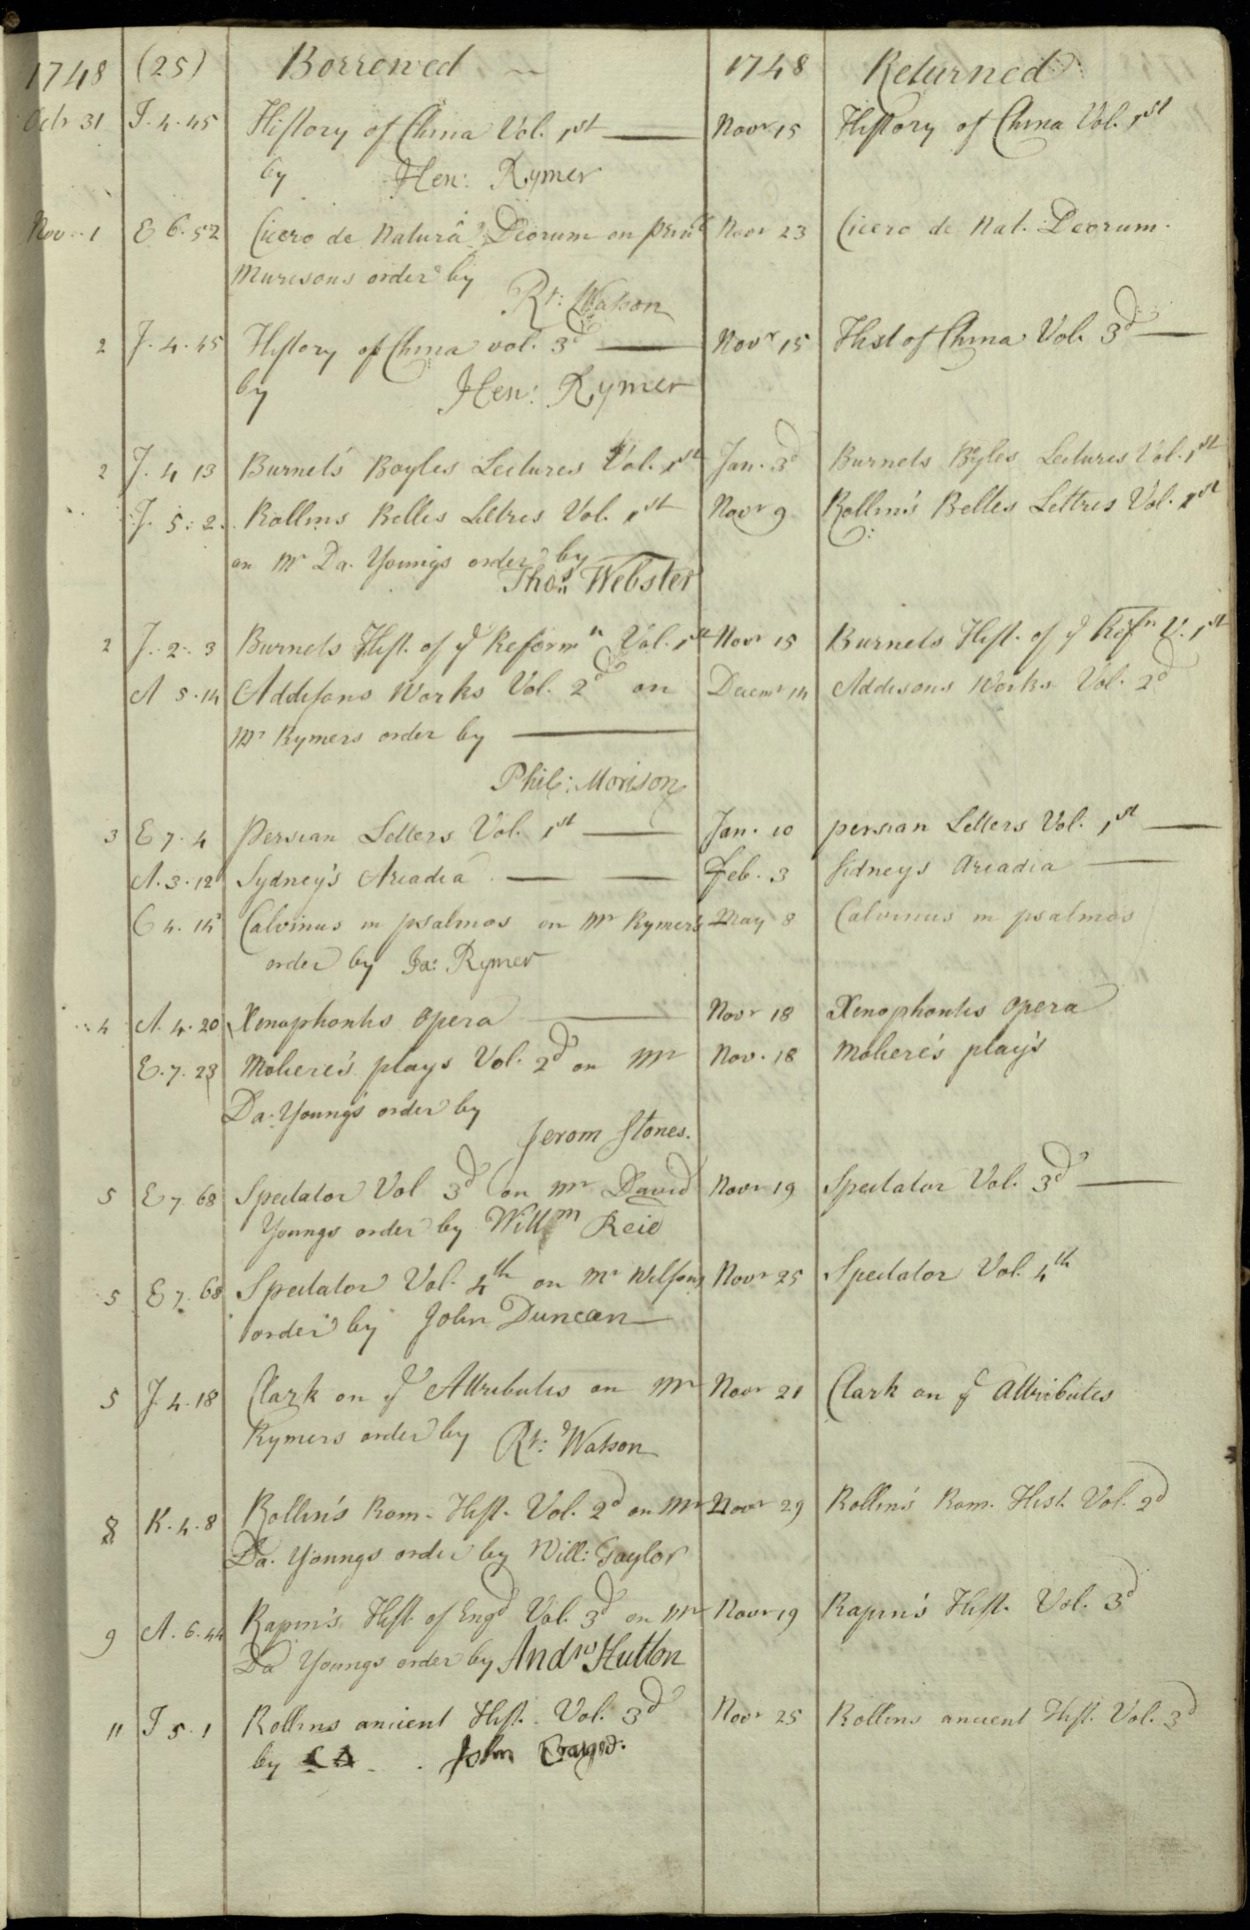 1748 (25) Borrowed 1748 Returned
Octr 31 J. 4. 45 History of China Vol. 1st Novr 15 History of China Vol. 1st
by Hen: Rymer
Nov. 1 E 6. 52 Cicero de Naturâ Deorum on Prinll Novr 23 Cicero de Nat. Deorum.
Murisons order by
Rt: Watson
2 J. 4. 45 History of China vol. 3d Novr 15 Hist of China Vol. 3d
by Hen: Rymer
2 J. 4 13 Burnets Boyles Lectures Vol. 1st Jan. 3d Burnets Byles Lectures Vol. 1st
J. 5: 2. Rollins Belles Lettres Vol. 1st Novr 9 Rollin's Belles Lettres Vol. 1st
on Mr Da. Youngs order by
Thos Webster
2 J. 2. 3 Burnets Hist. of ye Reformn Vol. 1st Novr 15 Burnets Hist. of ye Refn V. 1st
A 5. 14 Addisons Works Vol. 2d on Decemr 14 Addisons Works Vol. 2d
Mr Rymers order by
Phil: Morison
3 E 7. 4 Persian Letters Vol. 1st Jan. 10 persian Letters Vol. 1st
A. 3. 12 Sydney's Arcadia Feb. 3 Sidneys Arcadia
C 4. 14 Calvinus in psalmos on Mr Rymers May 8 Calvinus in psalmos
order by Ja: Rymer
4 A. 4. 20 Xenophontis opera Novr 18 Xenophontis opera
E. 7. 23 Moliere's plays Vol. 2d on Mr Nov. 18 Moliere's play's
Da: Young's order by
Jerom Stones.
5 E 7 68 Spectator Vol 3d on Mr David Novr 19 Spectator Vol. 3d
Youngs order by Willm Reid
5 E 7. 68 Spectator Vol. 4th on Mr Wilsons Novr 25 Spectator Vol. 4th
order by John Duncan
5 J. 4. 18 Clark on ye Attributes on Mr Novr 21 Clark on ye Attributes
Rymers order by Rt: Watson
8 K. 4. 8 Rollin's Rom. Hist. Vol. 2d on Mr Novr 29 Rollin's Rom. Hist. Vol. 2d
Da. Youngs order by Will: Taylor
9 A. 6. 44 Rapin's Hist. of Engd Vol. 3d on Mr Novr 19 Rapin's Hist. Vol. 3d
Da Youngs order by Andw Hutton
11 J 5. 1 Rollins ancient Hist. Vol. 3d Novr 25 Rollins ancient Hist. Vol. 3d
by John